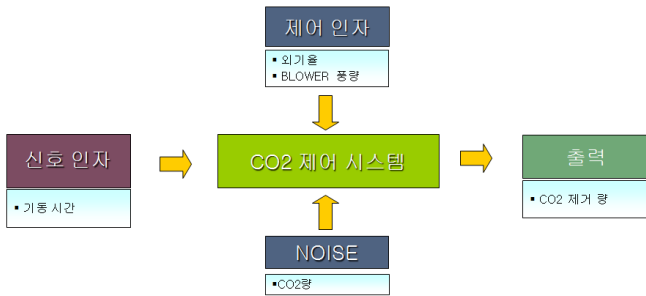 제어 인자
▪ 외기율
▪ BLOWER 풍량
신호 인자
▪ 기동 시간
CO2 제어 시스템
출력
▪ CO2 제거 량
NOISE
▪CO2량